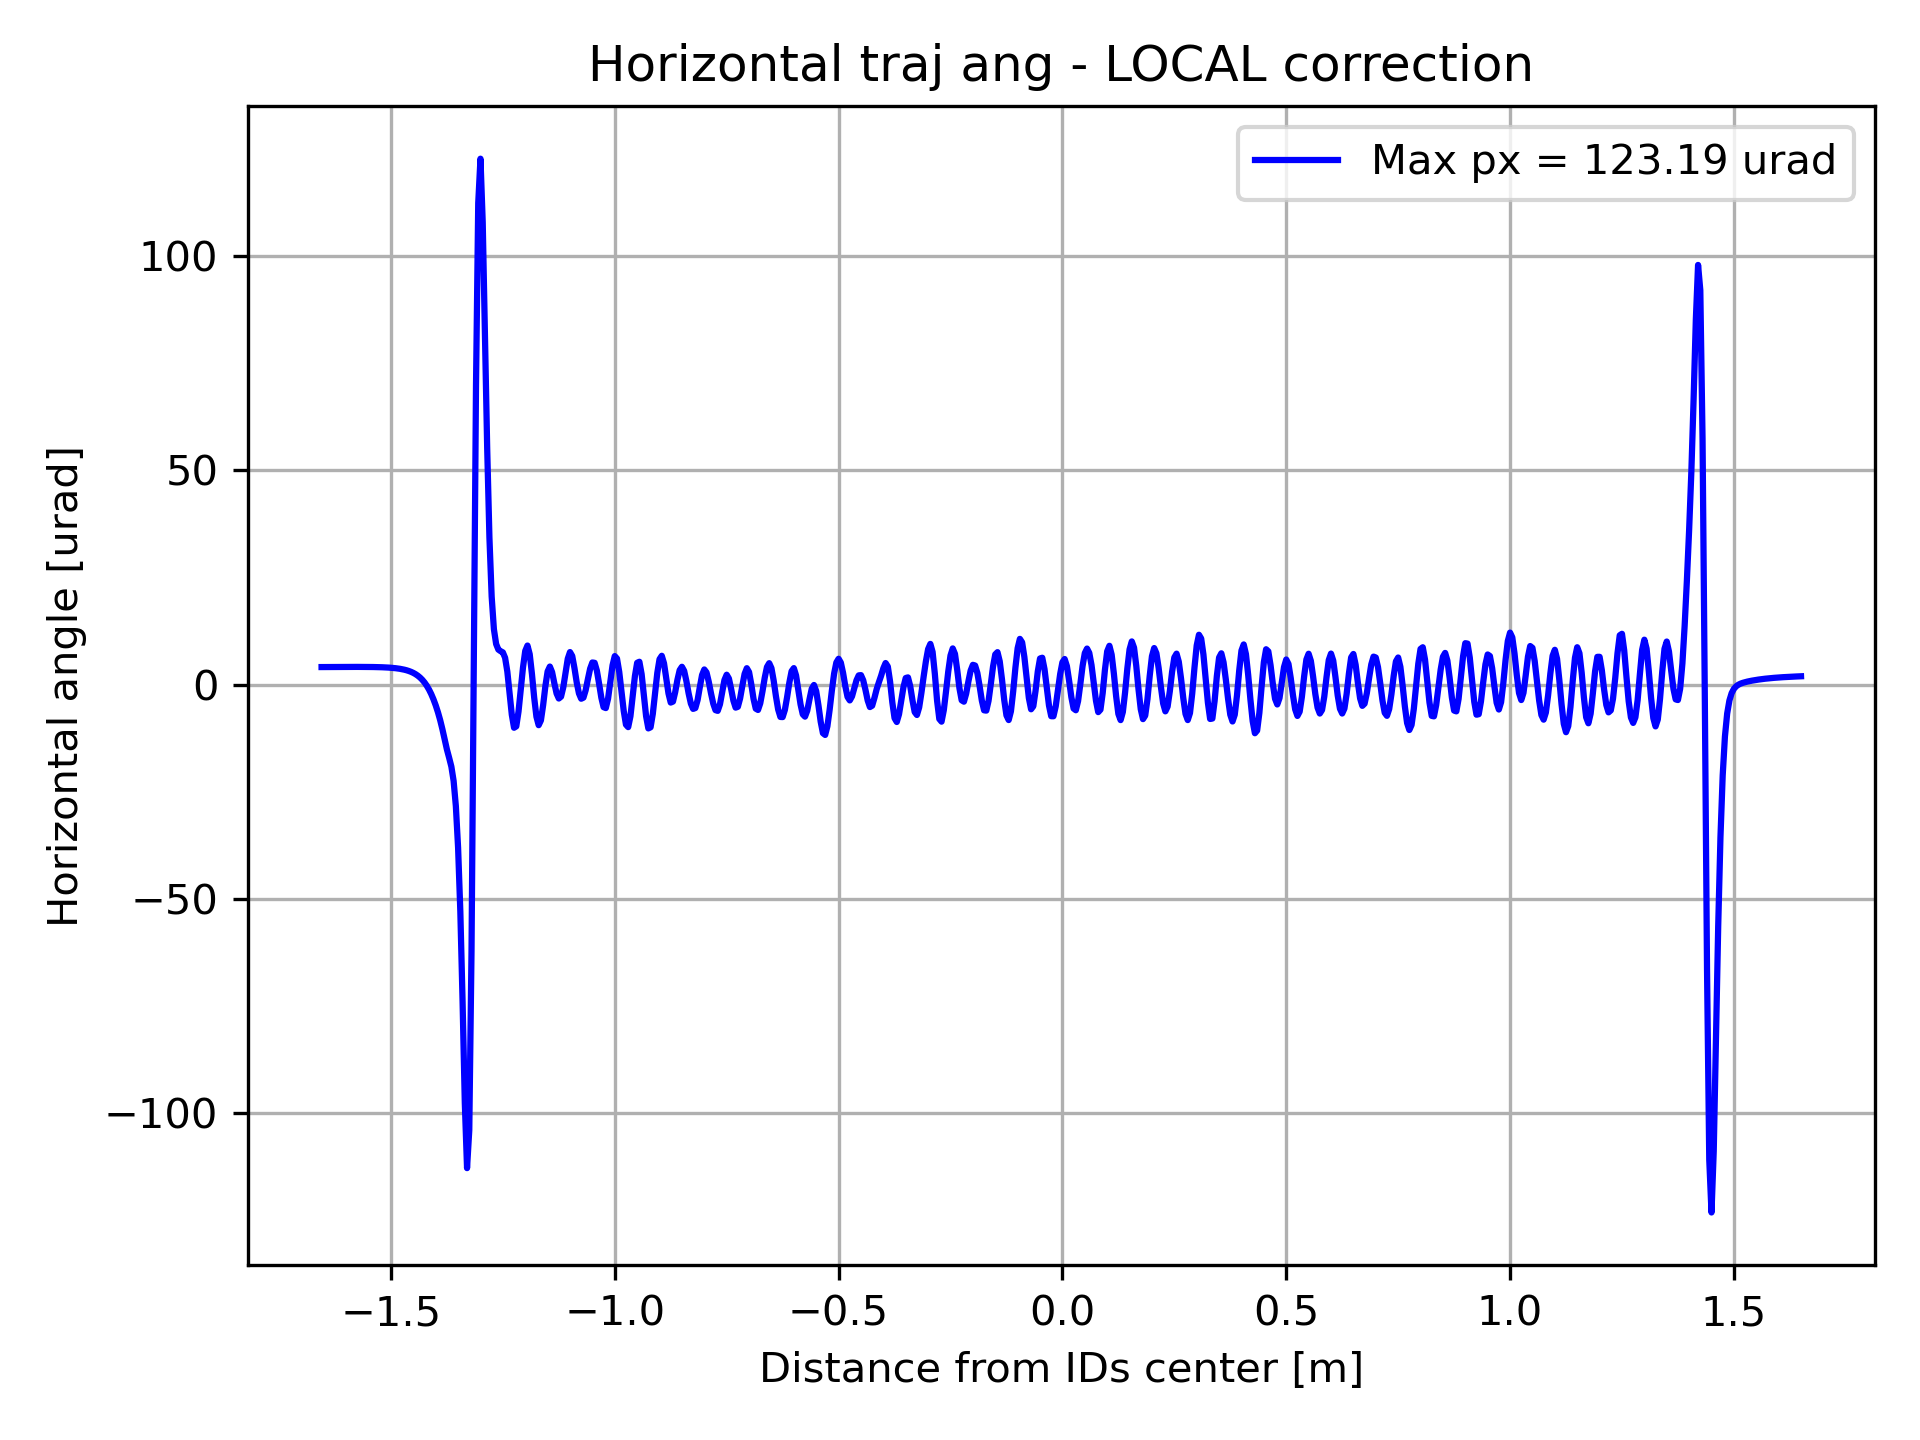 Horizontal traj ang - LOCAL correction
Max px = 123.19 urad
Horizontal angle [urad]
100
50
0
−50
−100
−1.5 −1.0 −0.5 0.0 0.5 1.0 1.5
Distance from IDs center [m]